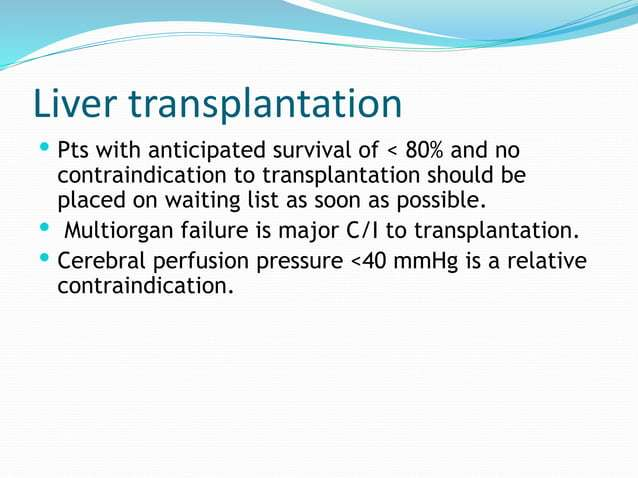 Liver transplantation
• Pts with anticipated survival of < 80% and no
contraindication to transplantation should be
placed on waiting list as soon as possible.
• Multiorgan failure is major C/I to transplantation.
• Cerebral perfusion pressure <40 mmHg is a relative
contraindication.